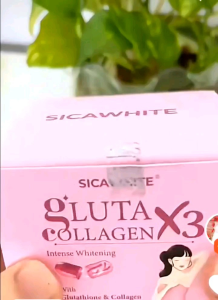 SICAWHITE
SICAWHITE®
gLUTA
COLLAGEN X3
Intense Whitening
With
Glutathione & Collagen